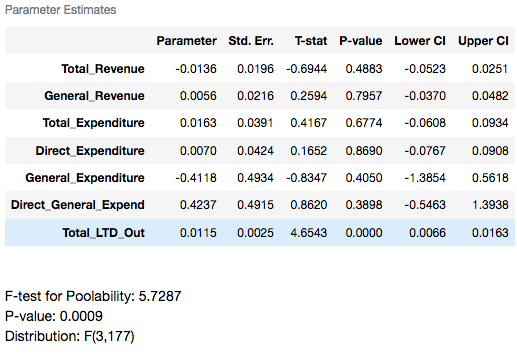 Parameter Estimates
Parameter Std. Err. T-stat P-value Lower CI Upper CI
Total_Revenue -0.0136 0.0196 -0.6944 0.4883 -0.0523 0.0251
General_Revenue 0.0056 0.0216 0.2594 0.7957 -0.0370 0.0482
Total_Expenditure 0.0163 0.0391 0.4167 0.6774 -0.0608 0.0934
Direct_Expenditure 0.0070 0.0424 0.1652 0.8690 -0.0767 0.0908
General_Expenditure -0.4118 0.4934 -0.8347 0.4050 -1.3854 0.5618
Direct_General_Expend 0.4237 0.4915 0.8620 0.3898 -0.5463 1.3938
Total_LTD_Out 0.0115 0.0025 4.6543 0.0000 0.0066 0.0163
F-test for Poolability: 5.7287
P-value: 0.0009
Distribution: F(3,177)